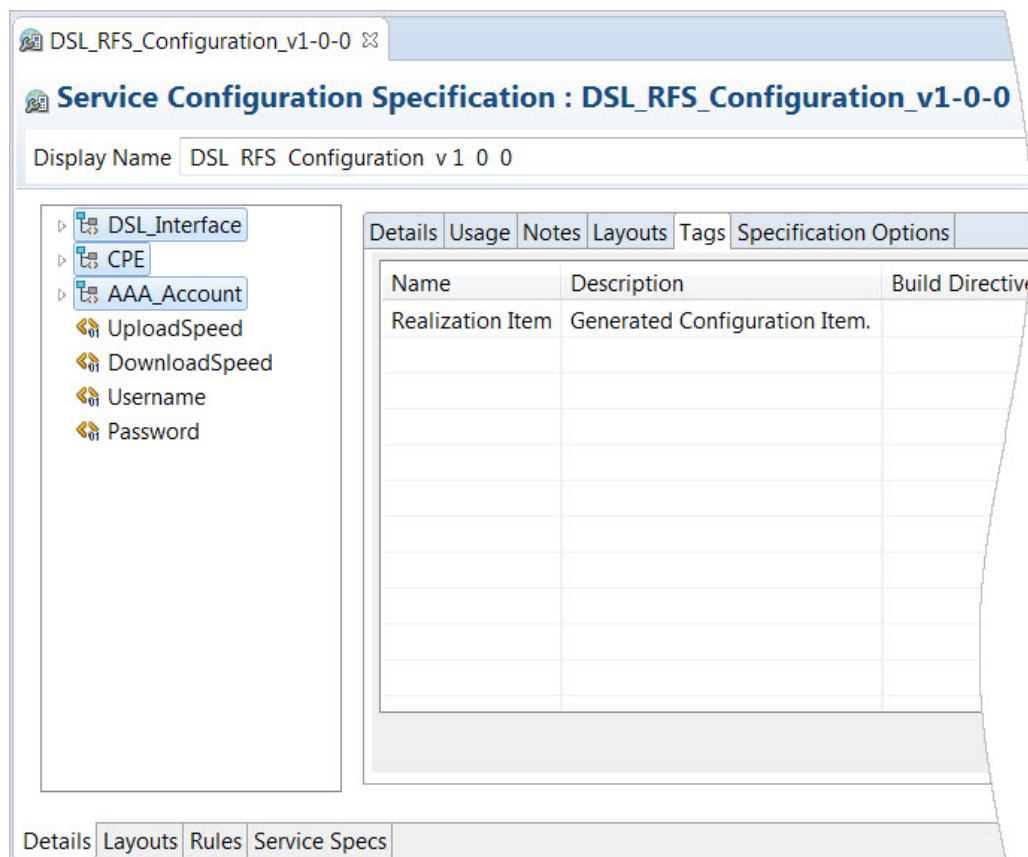 DSL_RFS_Configuration_v1-0-0
Service Configuration Specification : DSL_RFS_Configuration_v1-0-0
Display Name DSL RFS Configuration v 1 0 0
DSL_Interface
CPE
AAA_Account
UploadSpeed
DownloadSpeed
Username
Password
Details Usage Notes Layouts Tags Specification Options
Name Description Build Directive
Realization Item Generated Configuration Item.
Details Layouts Rules Service Specs